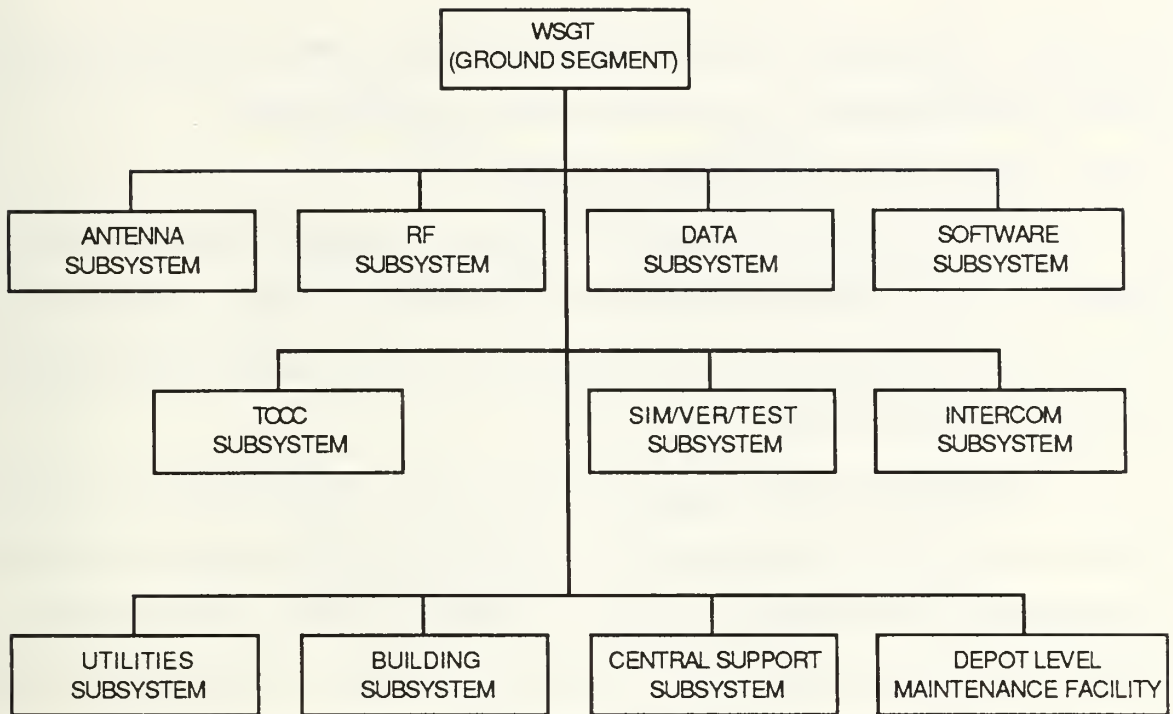 WSGT
(GROUND SEGMENT)
ANTENNA
SUBSYSTEM
RF
SUBSYSTEM
DATA
SUBSYSTEM
SOFTWARE
SUBSYSTEM
TOCC
SUBSYSTEM
SIM/VER/TEST
SUBSYSTEM
INTERCOM
SUBSYSTEM
UTILITIES
SUBSYSTEM
BUILDING
SUBSYSTEM
CENTRAL SUPPORT
SUBSYSTEM
DEPOT LEVEL
MAINTENANCE FACILITY